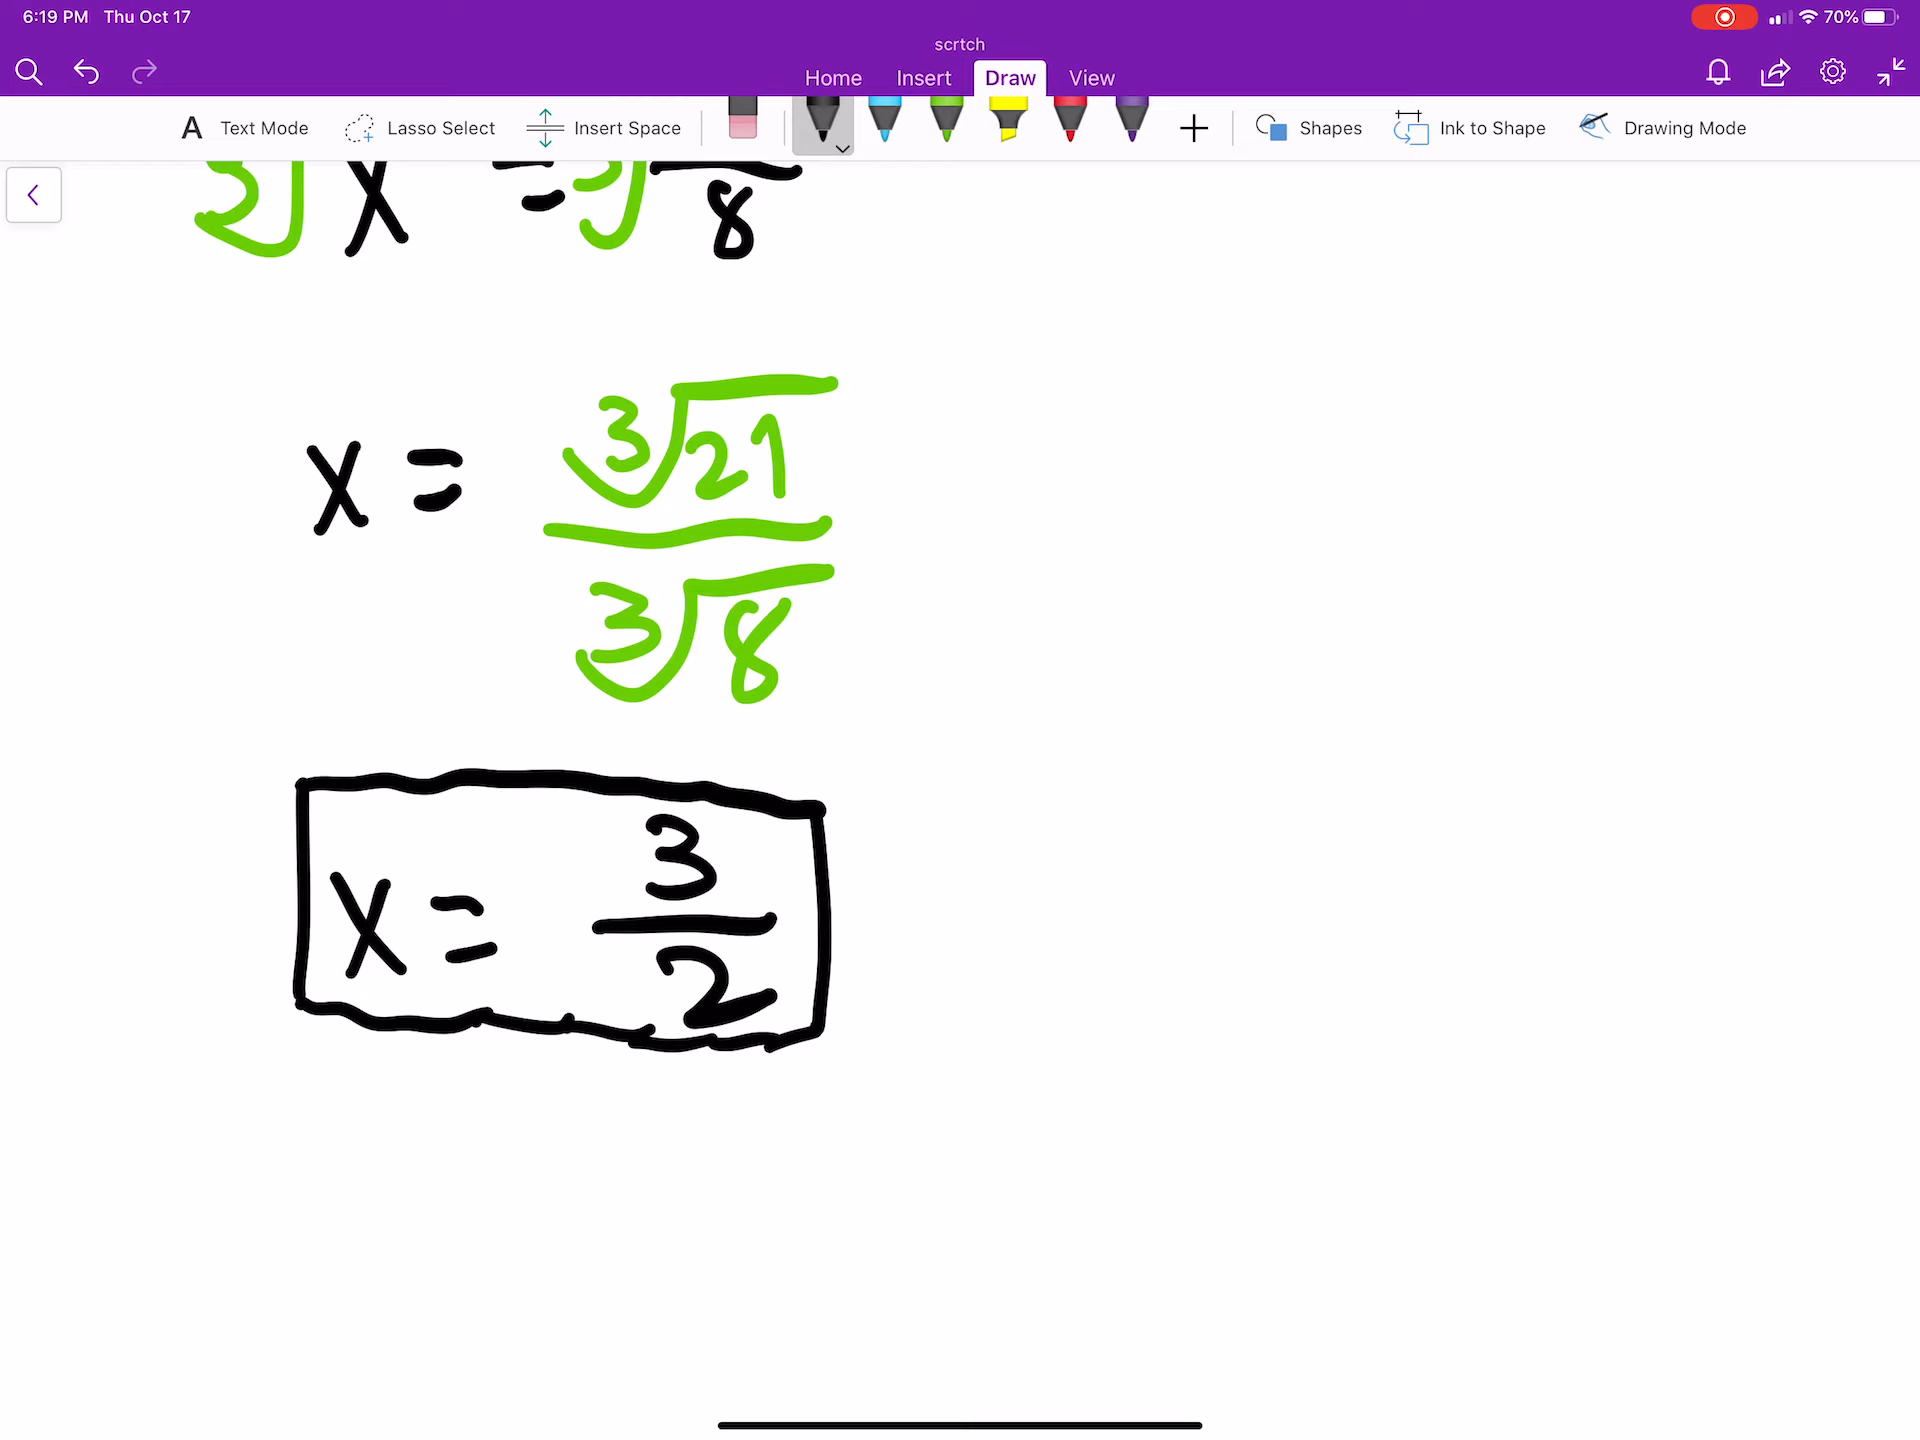 6:19 PM Thu Oct 17
70%
scrtch
Home Insert Draw View
A Text Mode Lasso Select Insert Space Shapes Ink to Shape Drawing Mode
x =
8
x = ∛21 / ∛8
x = 3/2